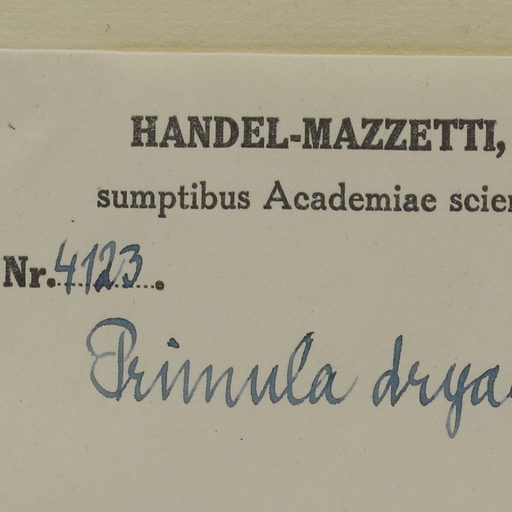 HANDEL-MAZZETTI,
sumptibus Academiae scien
Nr. 4123.
Primula drya